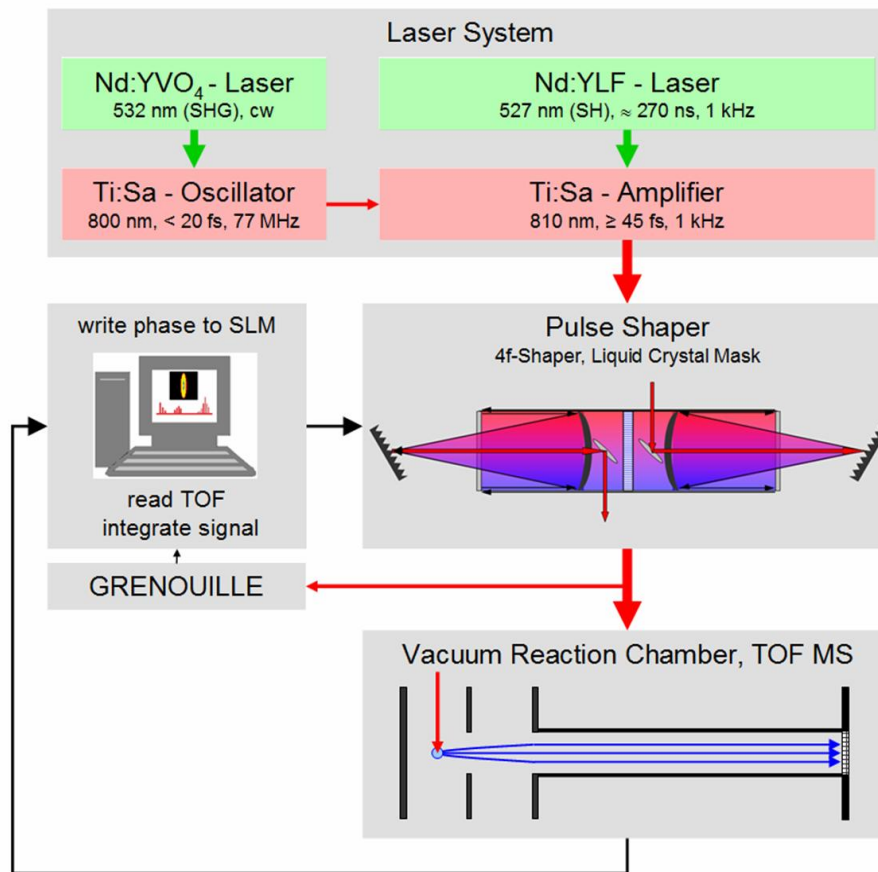 Laser System
Nd:YVO₄ - Laser
532 nm (SHG), cw
Nd:YLF - Laser
527 nm (SH), ≈ 270 ns, 1 kHz
Ti:Sa - Oscillator
800 nm, < 20 fs, 77 MHz
Ti:Sa - Amplifier
810 nm, ≥ 45 fs, 1 kHz
write phase to SLM
read TOF
integrate signal
GRENOUILLE
Pulse Shaper
4f-Shaper, Liquid Crystal Mask
Vacuum Reaction Chamber, TOF MS